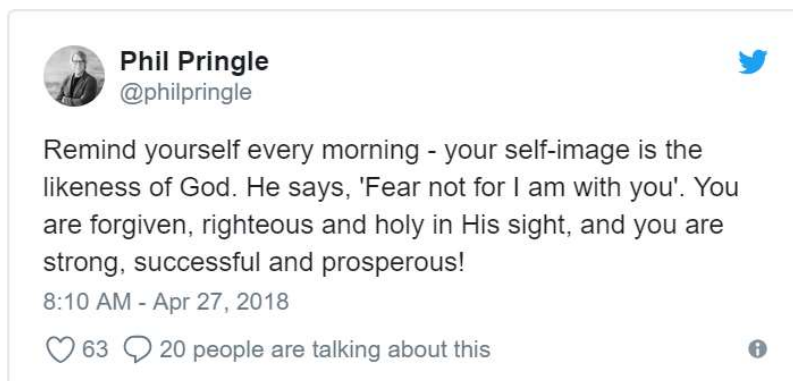 Phil Pringle
@philpringle
Remind yourself every morning - your self-image is the
likeness of God. He says, 'Fear not for I am with you'. You
are forgiven, righteous and holy in His sight, and you are
strong, successful and prosperous!
8:10 AM - Apr 27, 2018
63 20 people are talking about this